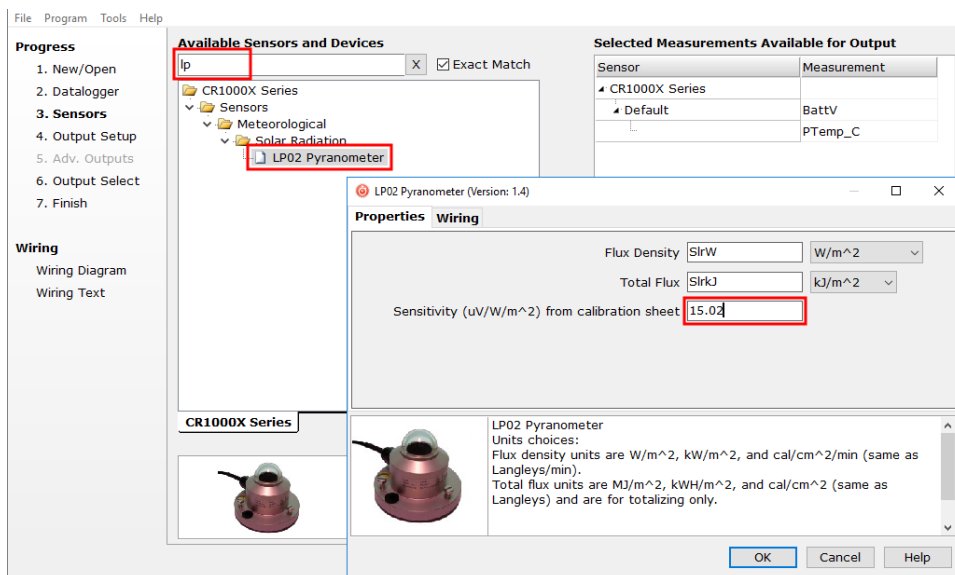 File Program Tools Help
Progress
1. New/Open
2. Datalogger
3. Sensors
4. Output Setup
5. Adv. Outputs
6. Output Select
7. Finish
Wiring
Wiring Diagram
Wiring Text
Available Sensors and Devices
lp X Exact Match
CR1000X Series
Sensors
Meteorological
Solar Radiation
LP02 Pyranometer
CR1000X Series
Selected Measurements Available for Output
Sensor Measurement
CR1000X Series
Default BattV
PTemp_C
LP02 Pyranometer (Version: 1.4)
Properties Wiring
Flux Density SlrW W/m^2
Total Flux SlrkJ kJ/m^2
Sensitivity (uV/W/m^2) from calibration sheet 15.02
LP02 Pyranometer
Units choices:
Flux density units are W/m^2, kW/m^2, and cal/cm^2/min (same as
Langleys/min).
Total flux units are MJ/m^2, kWH/m^2, and cal/cm^2 (same as
Langleys) and are for totalizing only.
OK Cancel Help